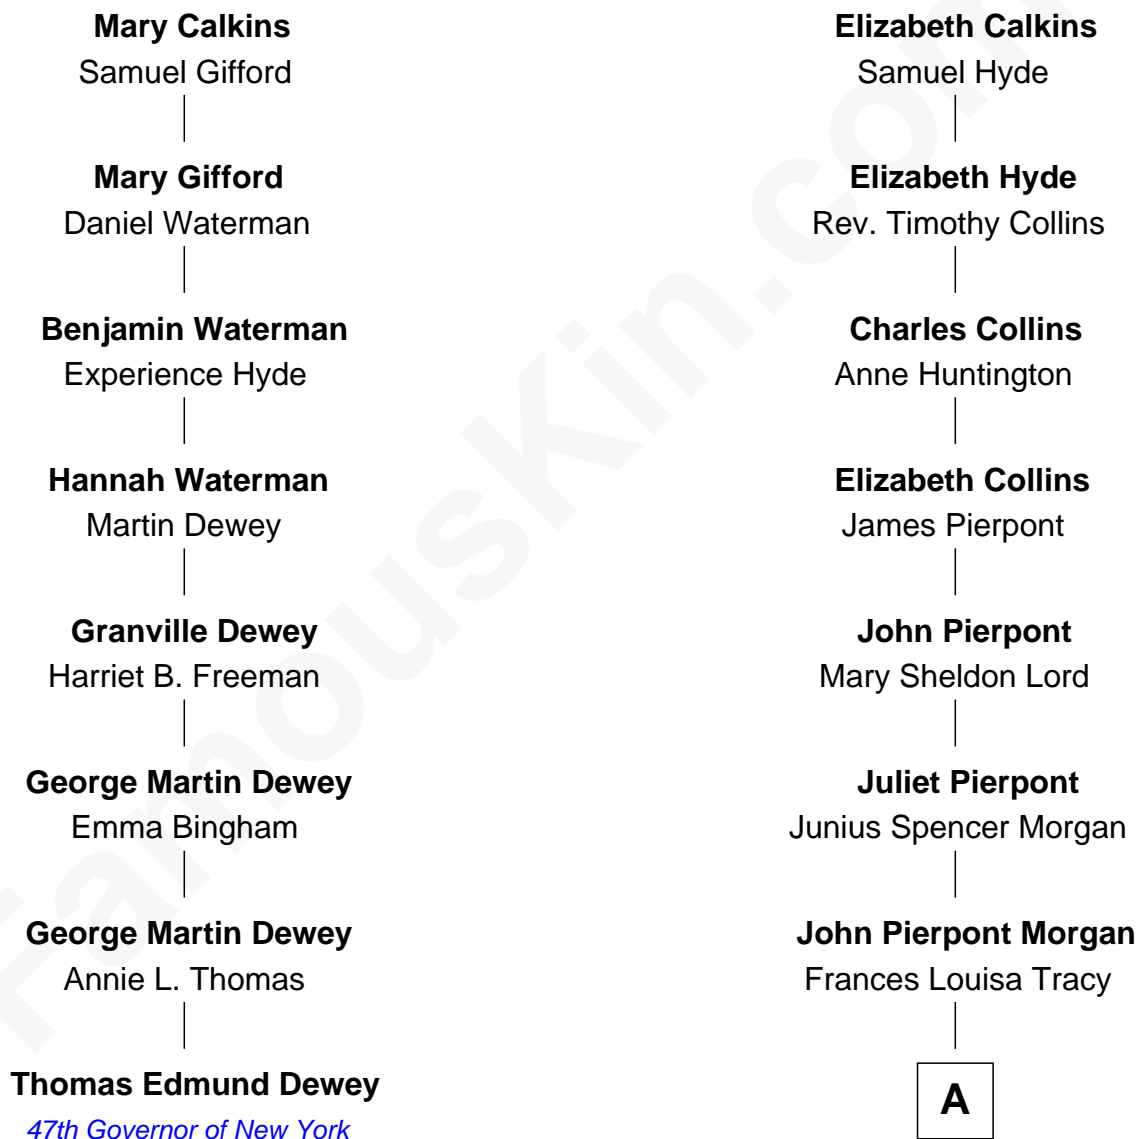 Mary Calkins
Samuel Gifford
Mary Gifford
Daniel Waterman
Benjamin Waterman
Experience Hyde
Hannah Waterman
Martin Dewey
Granville Dewey
Harriet B. Freeman
George Martin Dewey
Emma Bingham
George Martin Dewey
Annie L. Thomas
Thomas Edmund Dewey
47th Governor of New York
Elizabeth Calkins
Samuel Hyde
Elizabeth Hyde
Rev. Timothy Collins
Charles Collins
Anne Huntington
Elizabeth Collins
James Pierpont
John Pierpont
Mary Sheldon Lord
Juliet Pierpont
Junius Spencer Morgan
John Pierpont Morgan
Frances Louisa Tracy
A
FamousKin.com